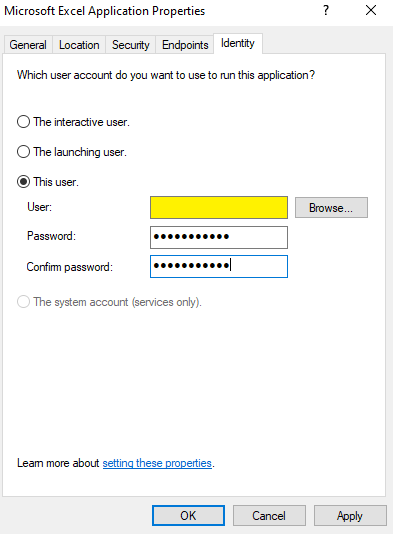 Microsoft Excel Application Properties ? ×
General Location Security Endpoints Identity
Which user account do you want to use to run this application?
The interactive user.
The launching user.
This user.
User: Browse...
Password: •••••••••••
Confirm password: •••••••••••
The system account (services only).
Learn more about setting these properties.
OK Cancel Apply